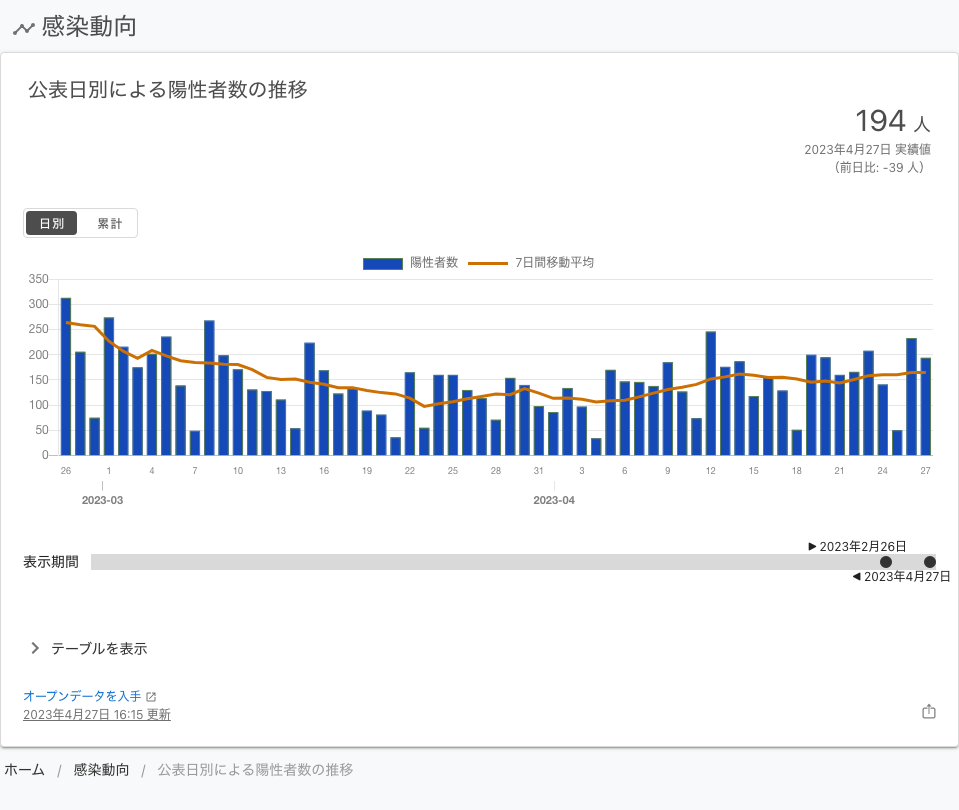 感染動向
公表日別による陽性者数の推移
194 人
2023年4月27日 実績値
（前日比: -39 人）
日別 累計
陽性者数 7日間移動平均
350
300
250
200
150
100
50
0
26 1 4 7 10 13 16 19 22 25 28 31 3 6 9 12 15 18 21 24 27
2023-03 2023-04
2023年2月26日
表示期間
2023年4月27日
テーブルを表示
オープンデータを入手
2023年4月27日 16:15 更新
ホーム / 感染動向 / 公表日別による陽性者数の推移